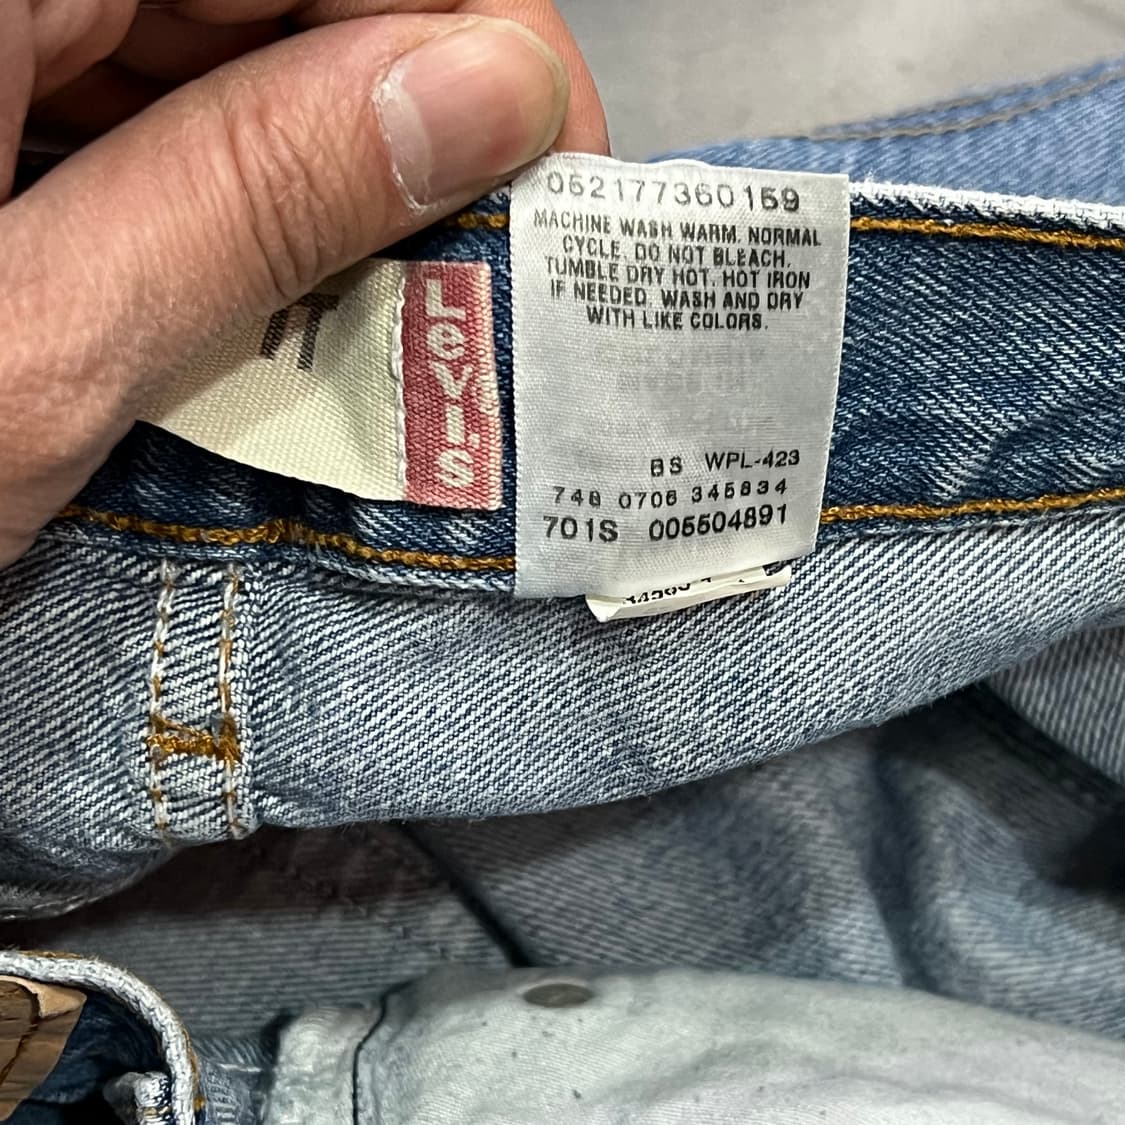 052177360159
MACHINE WASH WARM. NORMAL
CYCLE. DO NOT BLEACH.
TUMBLE DRY HOT. HOT IRON
IF NEEDED. WASH AND DRY
WITH LIKE COLORS.
BS WPL-423
748 0706 345834
701S 005504891
LeVI'S